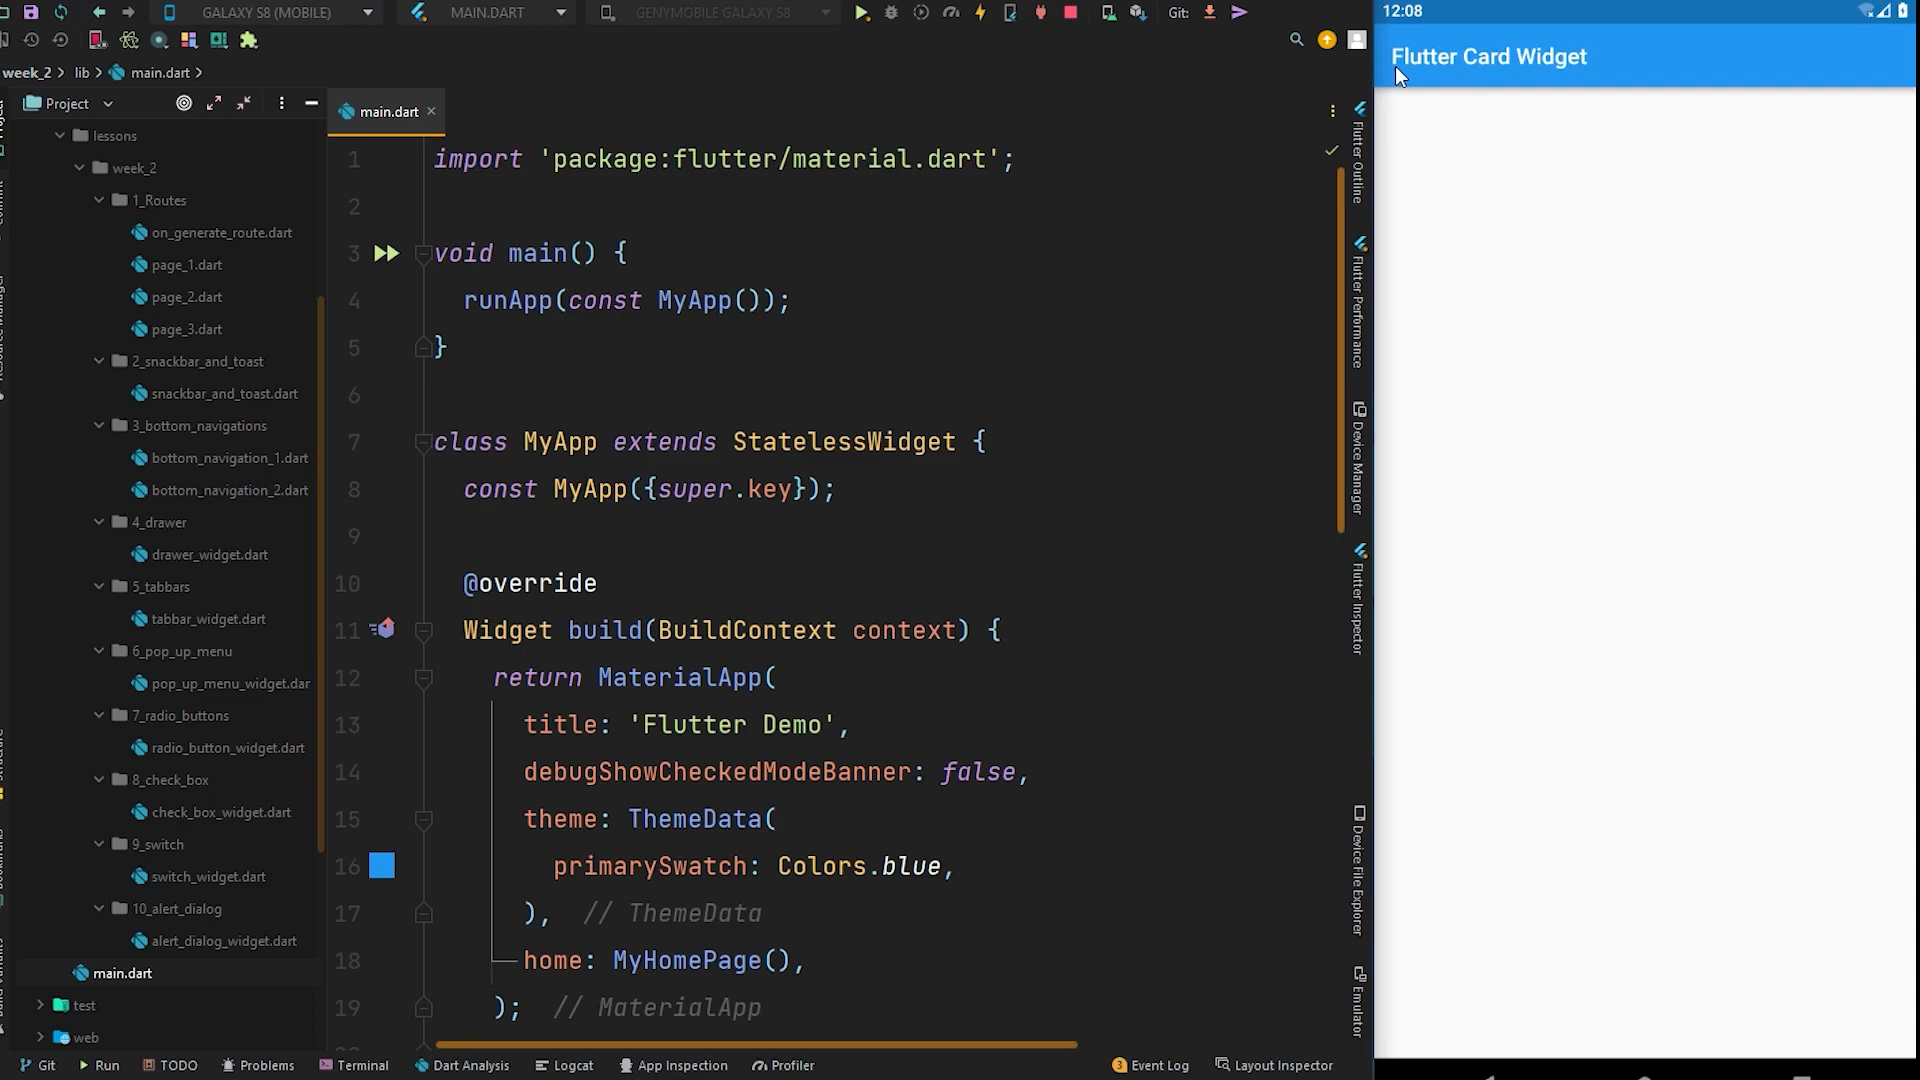 GALAXY S8 (MOBILE)
MAIN.DART
GENYMOBILE GALAXY S8
Git:
12:08
Flutter Card Widget
week_2
lib
main.dart
Project
main.dart
lessons
week_2
1_Routes
on_generate_route.dart
page_1.dart
page_2.dart
page_3.dart
2_snackbar_and_toast
snackbar_and_toast.dart
3_bottom_navigations
bottom_navigation_1.dart
bottom_navigation_2.dart
4_drawer
drawer_widget.dart
5_tabbars
tabbar_widget.dart
6_pop_up_menu
pop_up_menu_widget.dar
7_radio_buttons
radio_button_widget.dart
8_check_box
check_box_widget.dart
9_switch
switch_widget.dart
10_alert_dialog
alert_dialog_widget.dart
main.dart
test
web
1 import 'package:flutter/material.dart';
2
3 void main() {
4 runApp(const MyApp());
5 }
6
7 class MyApp extends StatelessWidget {
8 const MyApp({super.key});
9
10 @override
11 Widget build(BuildContext context) {
12 return MaterialApp(
13 title: 'Flutter Demo',
14 debugShowCheckedModeBanner: false,
15 theme: ThemeData(
16 primarySwatch: Colors.blue,
17 ), // ThemeData
18 home: MyHomePage(),
19 ); // MaterialApp
Flutter Outline
Flutter Performance
Device Manager
Flutter Inspector
Device File Explorer
Emulator
Git
Run
TODO
Problems
Terminal
Dart Analysis
Logcat
App Inspection
Profiler
3 Event Log
Layout Inspector